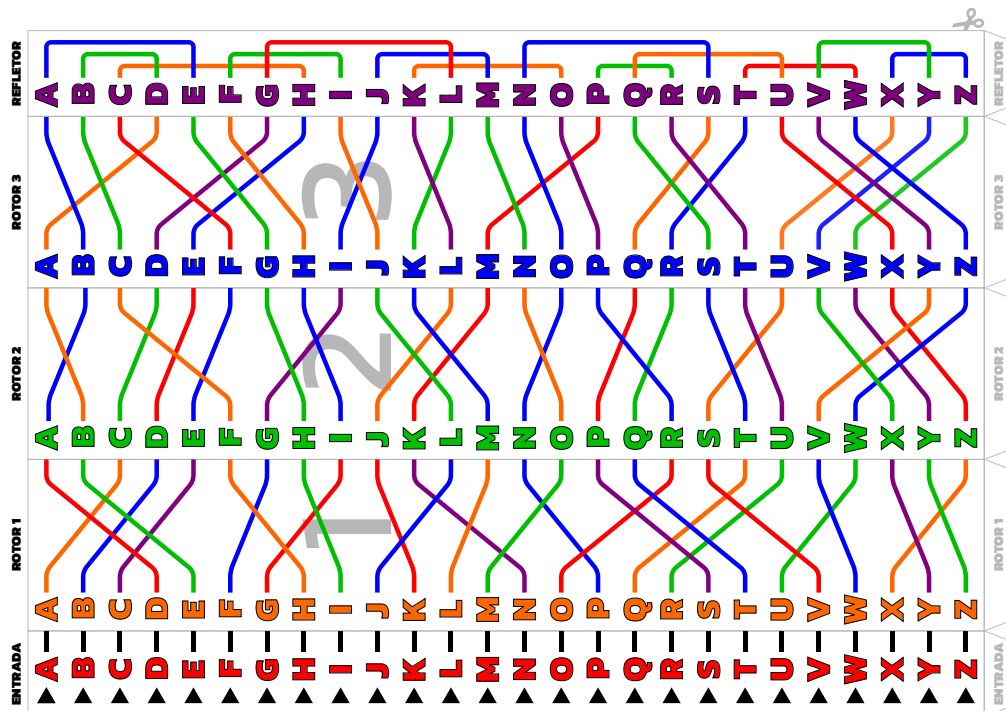 REFLETOR A B C D E F G H I J K L M N O P Q R S T U V W X Y Z REFLETOR
ROTOR 3 3 ROTOR 3
A B C D E F G H I J K L M N O P Q R S T U V W X Y Z
ROTOR 2 2 ROTOR 2
A B C D E F G H I J K L M N O P Q R S T U V W X Y Z
ROTOR 1 1 ROTOR 1
A B C D E F G H I J K L M N O P Q R S T U V W X Y Z
ENTRADA A B C D E F G H I J K L M N O P Q R S T U V W X Y Z ENTRADA